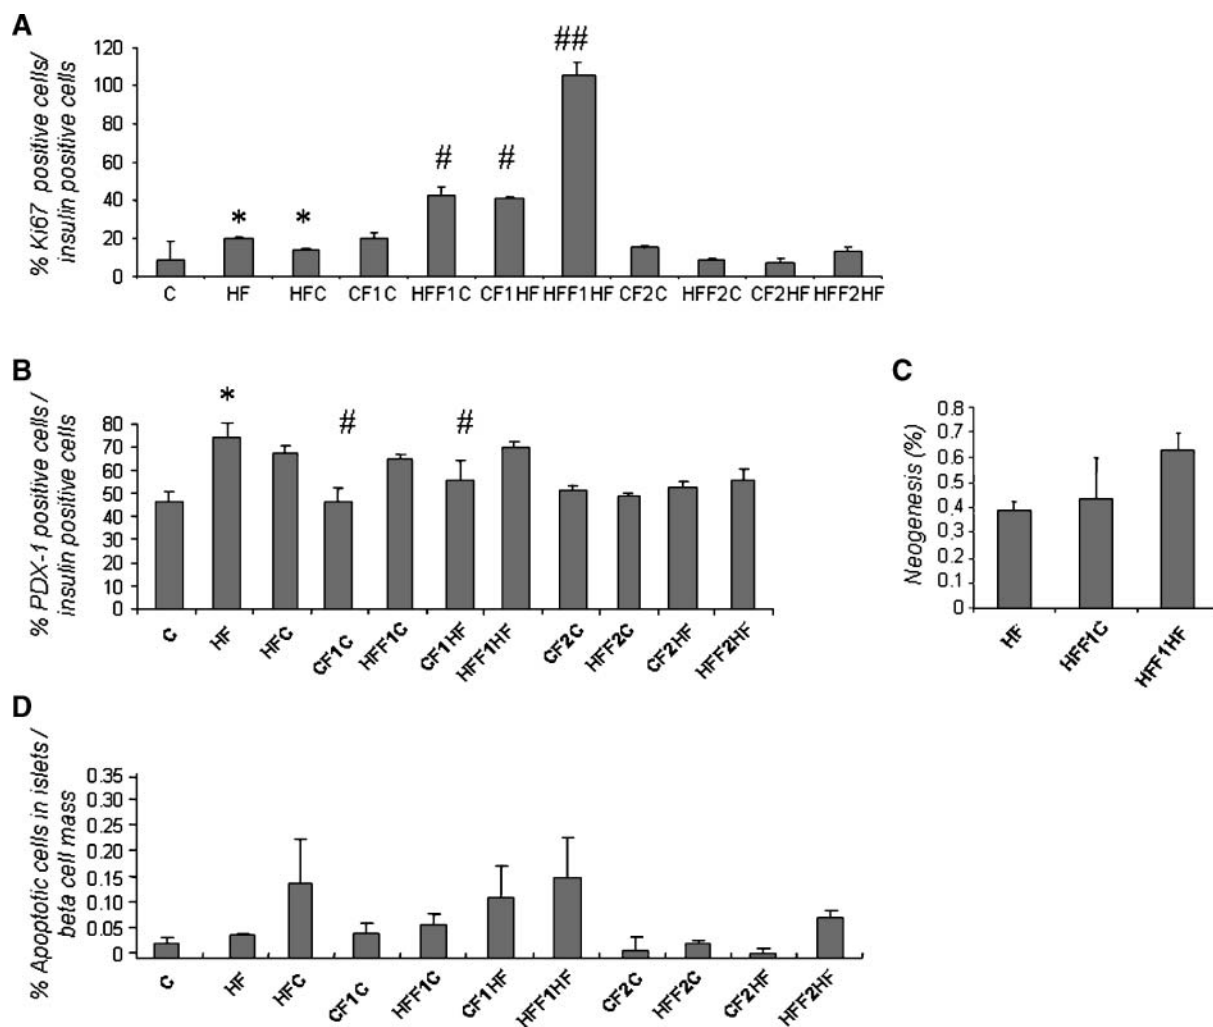 A
% Ki67 positive cells/
insulin positive cells
120
100
80
60
40
20
0
* * # # ##
C HF HFC CF1C HFF1C CF1HF HFF1HF CF2C HFF2C CF2HF HFF2HF
B
% PDX-1 positive cells /
insulin positive cells
80
70
60
50
40
30
20
10
0
* # #
C HF HFC CF1C HFF1C CF1HF HFF1HF CF2C HFF2C CF2HF HFF2HF
C
Neogenesis (%)
0.8
0.7
0.6
0.5
0.4
0.3
0.2
0.1
0
HF HFF1C HFF1HF
D
% Apoptotic cells in islets /
beta cell mass
0.35
0.30
0.25
0.20
0.15
0.10
0.05
0
C HF HFC CF1C HFF1C CF1HF HFF1HF CF2C HFF2C CF2HF HFF2HF